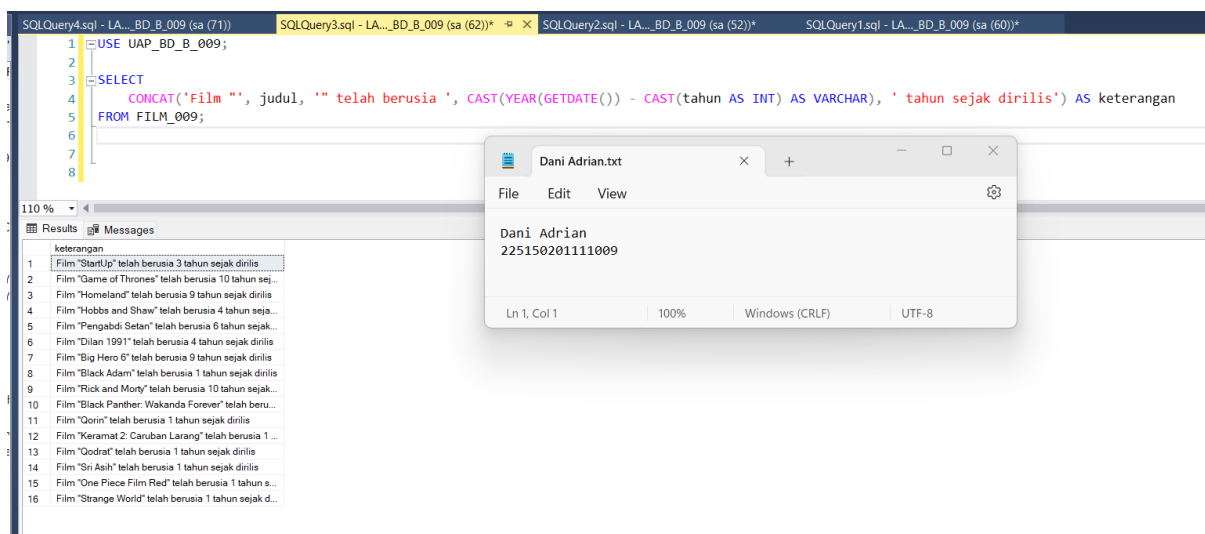 SQLQuery4.sql - LA..._BD_B_009 (sa (71))
SQLQuery3.sql - LA..._BD_B_009 (sa (62))*
SQLQuery2.sql - LA..._BD_B_009 (sa (52))*
SQLQuery1.sql - LA..._BD_B_009 (sa (60))*
1 USE UAP_BD_B_009;
2
3 SELECT
4 CONCAT('Film "', judul, '" telah berusia ', CAST(YEAR(GETDATE()) - CAST(tahun AS INT) AS VARCHAR), ' tahun sejak dirilis') AS keterangan
5 FROM FILM_009;
6
7
8
Dani Adrian.txt
File Edit View
Dani Adrian
225150201111009
Ln 1, Col 1 100% Windows (CRLF) UTF-8
110 %
Results Messages
keterangan
1 Film "StartUp" telah berusia 3 tahun sejak dirilis
2 Film "Game of Thrones" telah berusia 10 tahun sej...
3 Film "Homeland" telah berusia 9 tahun sejak dirilis
4 Film "Hobbs and Shaw" telah berusia 4 tahun seja...
5 Film "Pengabdi Setan" telah berusia 6 tahun sejak...
6 Film "Dilan 1991" telah berusia 4 tahun sejak dirilis
7 Film "Big Hero 6" telah berusia 9 tahun sejak dirilis
8 Film "Black Adam" telah berusia 1 tahun sejak dirilis
9 Film "Rick and Morty" telah berusia 10 tahun sejak...
10 Film "Black Panther: Wakanda Forever" telah beru...
11 Film "Qorin" telah berusia 1 tahun sejak dirilis
12 Film "Keramat 2: Caruban Larang" telah berusia 1 ...
13 Film "Qodrat" telah berusia 1 tahun sejak dirilis
14 Film "Sri Asih" telah berusia 1 tahun sejak dirilis
15 Film "One Piece Film Red" telah berusia 1 tahun s...
16 Film "Strange World" telah berusia 1 tahun sejak d...